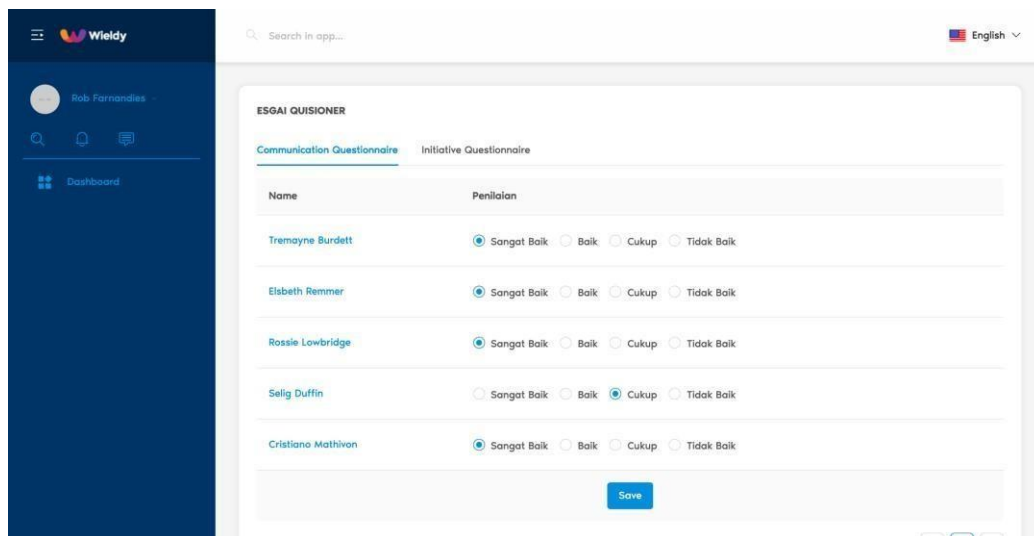 Wieldy
Search in app...
English
Rob Farnandies
Dashboard
ESGAI QUISIONER
Communication Questionnaire Initiative Questionnaire
Name Penilaian
Tremayne Burdett Sangat Baik Baik Cukup Tidak Baik
Elsbeth Remmer Sangat Baik Baik Cukup Tidak Baik
Rossie Lowbridge Sangat Baik Baik Cukup Tidak Baik
Selig Duffin Sangat Baik Baik Cukup Tidak Baik
Cristiano Mathivon Sangat Baik Baik Cukup Tidak Baik
Save